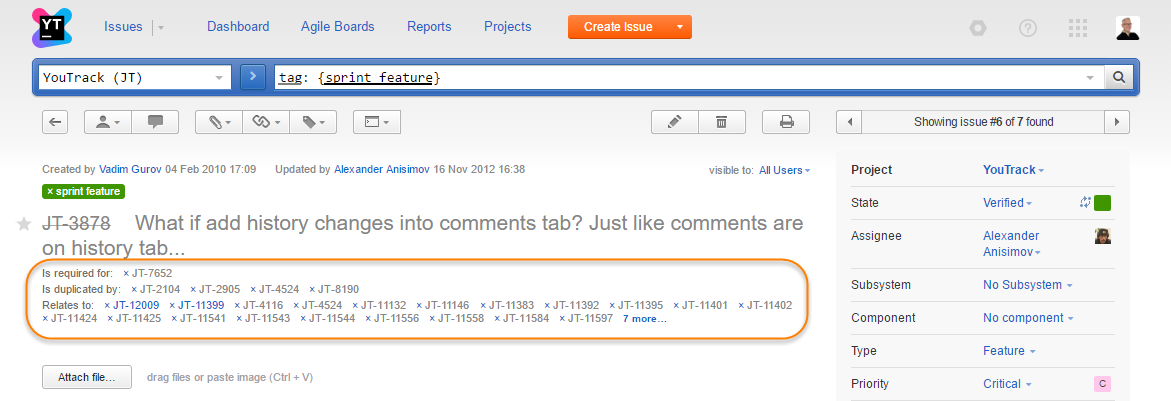 YT
Issues Dashboard Agile Boards Reports Projects Create Issue
YouTrack (JT) tag: {sprint feature}
Showing issue #6 of 7 found
Created by Vadim Gurov 04 Feb 2010 17:09 Updated by Alexander Anisimov 16 Nov 2012 16:38 visible to: All Users
× sprint feature
JT-3878 What if add history changes into comments tab? Just like comments are
on history tab...
Is required for: × JT-7652
Is duplicated by: × JT-2104 × JT-2905 × JT-4524 × JT-8190
Relates to: × JT-12009 × JT-11399 × JT-4116 × JT-4524 × JT-11132 × JT-11146 × JT-11383 × JT-11392 × JT-11395 × JT-11401 × JT-11402
× JT-11424 × JT-11425 × JT-11541 × JT-11543 × JT-11544 × JT-11556 × JT-11558 × JT-11584 × JT-11597 7 more...
Attach file... drag files or paste image (Ctrl + V)
Project YouTrack
State Verified
Assignee Alexander
Anisimov
Subsystem No Subsystem
Component No component
Type Feature
Priority Critical C